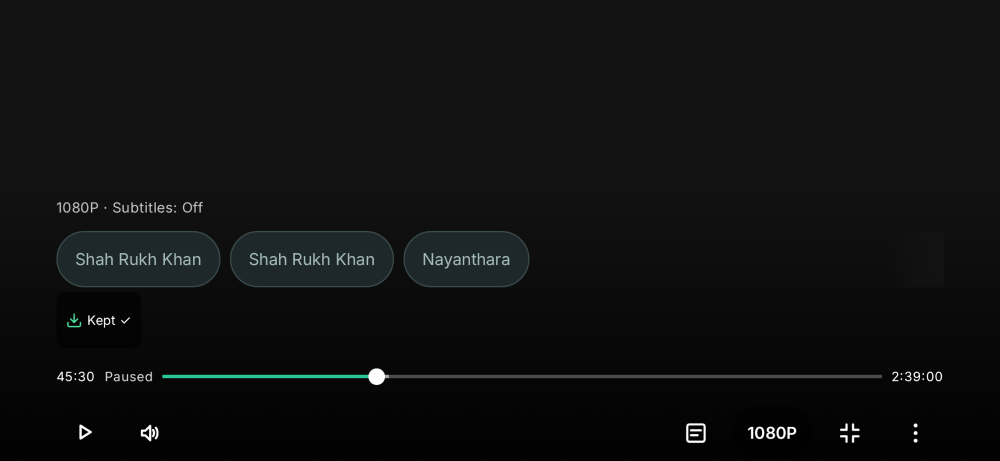 1080P · Subtitles: Off
Shah Rukh Khan Shah Rukh Khan Nayanthara
Kept ✓
45:30 Paused 2:39:00
1080P